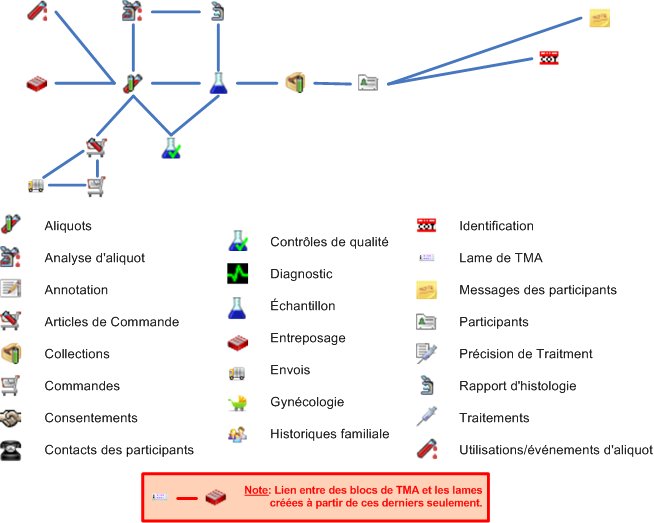 Aliquots
Analyse d'aliquot
Annotation
Articles de Commande
Collections
Commandes
Consentements
Contacts des participants
Contrôles de qualité
Diagnostic
Échantillon
Entreposage
Envois
Gynécologie
Historiques familiale
Identification
Lame de TMA
Messages des participants
Participants
Précision de Traitment
Rapport d'histologie
Traitements
Utilisations/événements d'aliquot
Note: Lien entre des blocs de TMA et les lames
créées à partir de ces derniers seulement.